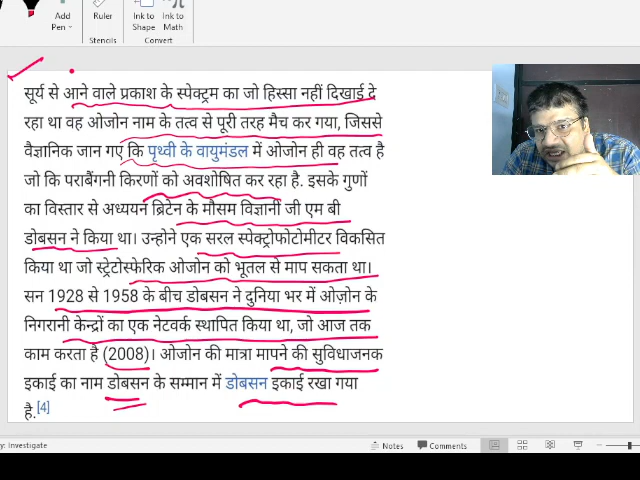 Add
Pen
Ruler
Stencils
Ink to
Shape
Ink to
Math
Convert
सूर्य से आने वाले प्रकाश के स्पेक्ट्रम का जो हिस्सा नहीं दिखाई दे
रहा था वह ओजोन नाम के तत्व से पूरी तरह मैच कर गया, जिससे
वैज्ञानिक जान गए कि पृथ्वी के वायुमंडल में ओजोन ही वह तत्व है
जो कि पराबैंगनी किरणों को अवशोषित कर रहा है. इसके गुणों
का विस्तार से अध्ययन ब्रिटेन के मौसम विज्ञानी जी एम बी
डोबसन ने किया था। उन्होने एक सरल स्पेक्ट्रोफोटोमीटर विकसित
किया था जो स्ट्रेटोस्फेरिक ओजोन को भूतल से माप सकता था।
सन 1928 से 1958 के बीच डोबसन ने दुनिया भर में ओज़ोन के
निगरानी केन्द्रों का एक नेटवर्क स्थापित किया था, जो आज तक
काम करता है (2008)। ओजोन की मात्रा मापने की सुविधाजनक
इकाई का नाम डोबसन के सम्मान में डोबसन इकाई रखा गया
है.[4]
ty: Investigate
Notes
Comments